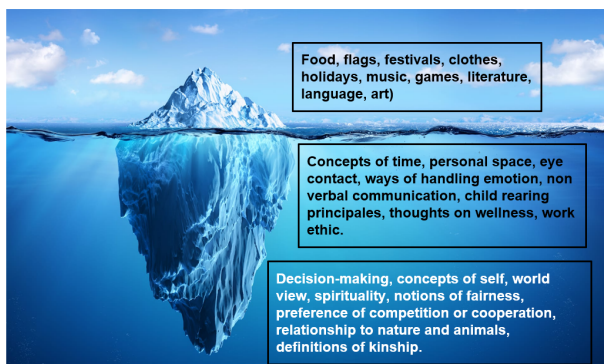 Food, flags, festivals, clothes,
holidays, music, games, literature,
language, art)
Concepts of time, personal space, eye
contact, ways of handling emotion, non
verbal communication, child rearing
principales, thoughts on wellness, work
ethic.
Decision-making, concepts of self, world
view, spirituality, notions of fairness,
preference of competition or cooperation,
relationship to nature and animals,
definitions of kinship.